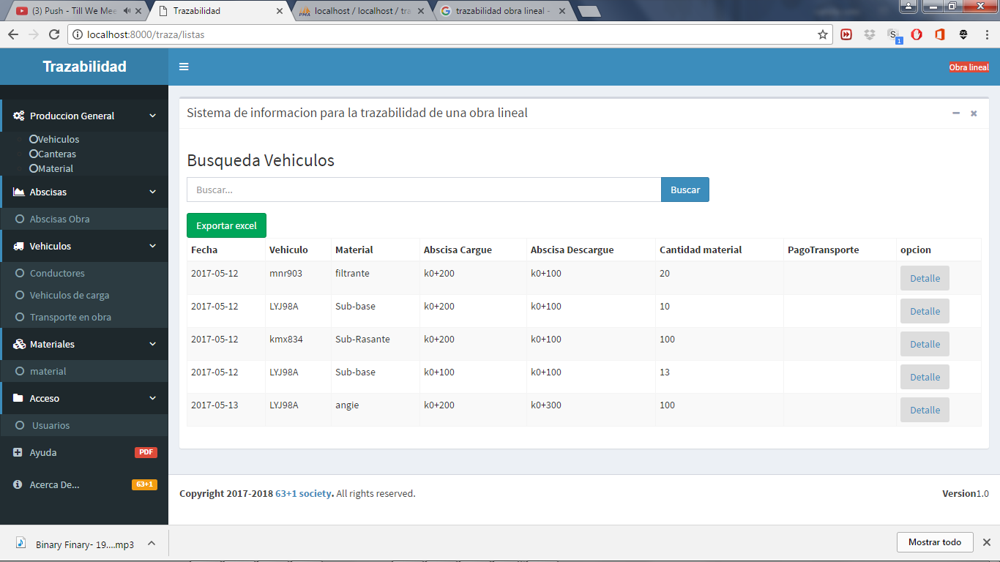 (3) Push - Till We Mee
Trazabilidad
localhost / localhost / tra
trazabilidad obra lineal -
localhost:8000/traza/listas
Trazabilidad
Obra lineal
Produccion General
Vehiculos
Canteras
Material
Abscisas
Abscisas Obra
Vehiculos
Conductores
Vehiculos de carga
Transporte en obra
Materiales
material
Acceso
Usuarios
Ayuda PDF
Acerca De... 63+1
Sistema de informacion para la trazabilidad de una obra lineal
Busqueda Vehiculos
Buscar... Buscar
Exportar excel
Fecha Vehiculo Material Abscisa Cargue Abscisa Descargue Cantidad material PagoTransporte opcion
2017-05-12 mnr903 filtrante k0+200 k0+100 20 Detalle
2017-05-12 LYJ98A Sub-base k0+200 k0+100 10 Detalle
2017-05-12 kmx834 Sub-Rasante k0+200 k0+100 100 Detalle
2017-05-12 LYJ98A Sub-base k0+100 k0+100 13 Detalle
2017-05-13 LYJ98A angie k0+200 k0+300 100 Detalle
Copyright 2017-2018 63+1 society. All rights reserved.
Version1.0
Binary Finary- 19....mp3
Mostrar todo